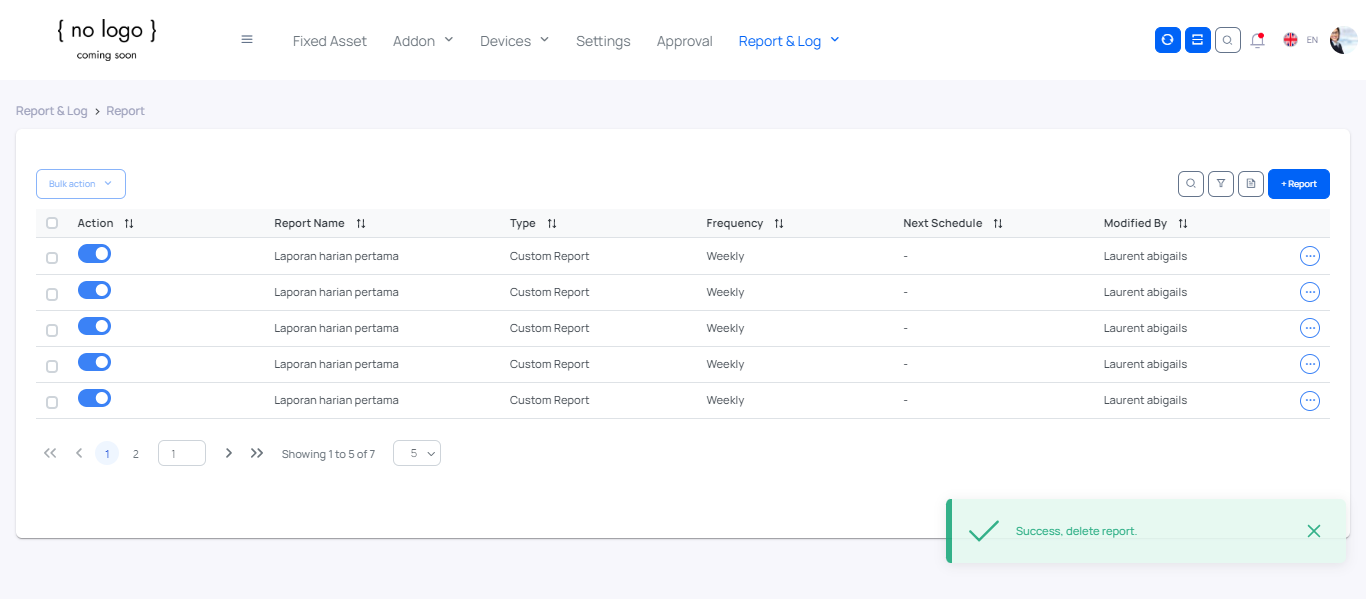 { no logo }
coming soon
Fixed Asset Addon Devices Settings Approval Report & Log EN
Report & Log > Report
Bulk action + Report
Action Report Name Type Frequency Next Schedule Modified By
Laporan harian pertama Custom Report Weekly - Laurent abigails
Laporan harian pertama Custom Report Weekly - Laurent abigails
Laporan harian pertama Custom Report Weekly - Laurent abigails
Laporan harian pertama Custom Report Weekly - Laurent abigails
Laporan harian pertama Custom Report Weekly - Laurent abigails
1 2 1 Showing 1 to 5 of 7 5
Success, delete report.